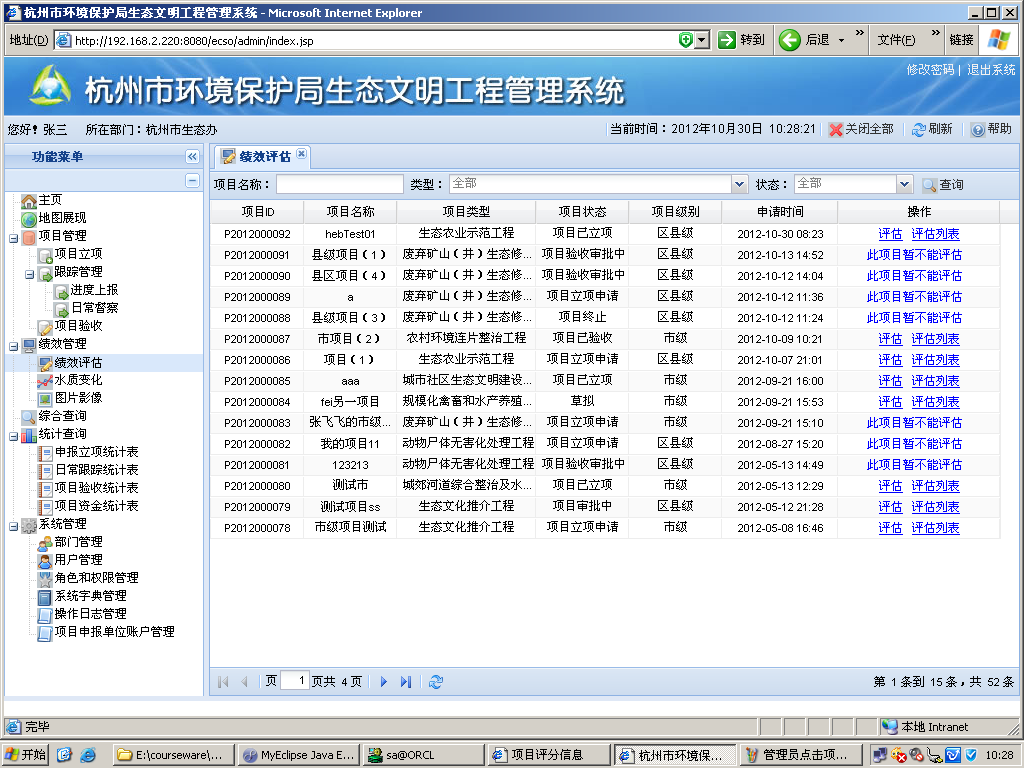 杭州市环境保护局生态文明工程管理系统 - Microsoft Internet Explorer
地址(D) http://192.168.2.220:8080/ecso/admin/index.jsp 转到 后退 » 文件(F) » 链接
杭州市环境保护局生态文明工程管理系统 修改密码 | 退出系统
您好！张三 所在部门：杭州市生态办 当前时间：2012年10月30日 10:28:21 关闭全部 刷新 帮助
功能菜单 «
主页
地图展现
项目管理
项目立项
跟踪管理
进度上报
日常督察
项目验收
绩效管理
绩效评估
水质变化
图片影像
综合查询
统计查询
申报立项统计表
日常跟踪统计表
项目验收统计表
项目资金统计表
系统管理
部门管理
用户管理
角色和权限管理
系统字典管理
操作日志管理
项目申报单位账户管理
绩效评估
项目名称： 类型： 全部 状态： 全部 查询
项目ID 项目名称 项目类型 项目状态 项目级别 申请时间 操作
P2012000092 hebTest01 生态农业示范工程 项目已立项 区县级 2012-10-30 08:23 评估 评估列表
P2012000091 县级项目（1） 废弃矿山（井）生态修... 项目验收审批中 区县级 2012-10-13 14:52 此项目暂不能评估
P2012000090 县区项目（4） 废弃矿山（井）生态修... 项目验收审批中 区县级 2012-10-12 14:04 此项目暂不能评估
P2012000089 a 废弃矿山（井）生态修... 项目立项申请 区县级 2012-10-12 11:36 此项目暂不能评估
P2012000088 县级项目（3） 废弃矿山（井）生态修... 项目终止 区县级 2012-10-12 11:24 此项目暂不能评估
P2012000087 市项目（2） 农村环境连片整治工程 项目已验收 市级 2012-10-09 10:21 评估 评估列表
P2012000086 项目（1） 生态农业示范工程 项目立项申请 区县级 2012-10-07 21:01 评估 评估列表
P2012000085 aaa 城市社区生态文明建设... 项目已立项 市级 2012-09-21 16:00 评估 评估列表
P2012000084 fei另一项目 规模化禽畜和水产养殖... 草拟 市级 2012-09-21 15:53 评估 评估列表
P2012000083 张飞飞的市级... 废弃矿山（井）生态修... 项目立项申请 市级 2012-09-21 15:10 此项目暂不能评估
P2012000082 我的项目11 动物尸体无害化处理工程 项目立项申请 区县级 2012-08-27 15:20 此项目暂不能评估
P2012000081 123213 动物尸体无害化处理工程 项目验收审批中 区县级 2012-05-13 14:49 此项目暂不能评估
P2012000080 测试市 城郊河道综合整治及水... 项目已立项 市级 2012-05-13 12:29 评估 评估列表
P2012000079 测试项目ss 生态文化推介工程 项目审批中 区县级 2012-05-12 21:28 评估 评估列表
P2012000078 市级项目测试 生态文化推介工程 项目立项申请 市级 2012-05-08 16:46 评估 评估列表
页 1 页共 4 页 第 1 条到 15 条，共 52 条
完毕 本地 Intranet
开始 E:\courseware\... MyEclipse Java E... sa@ORCL 项目评分信息 杭州市环境保... 管理员点击项... 10:28